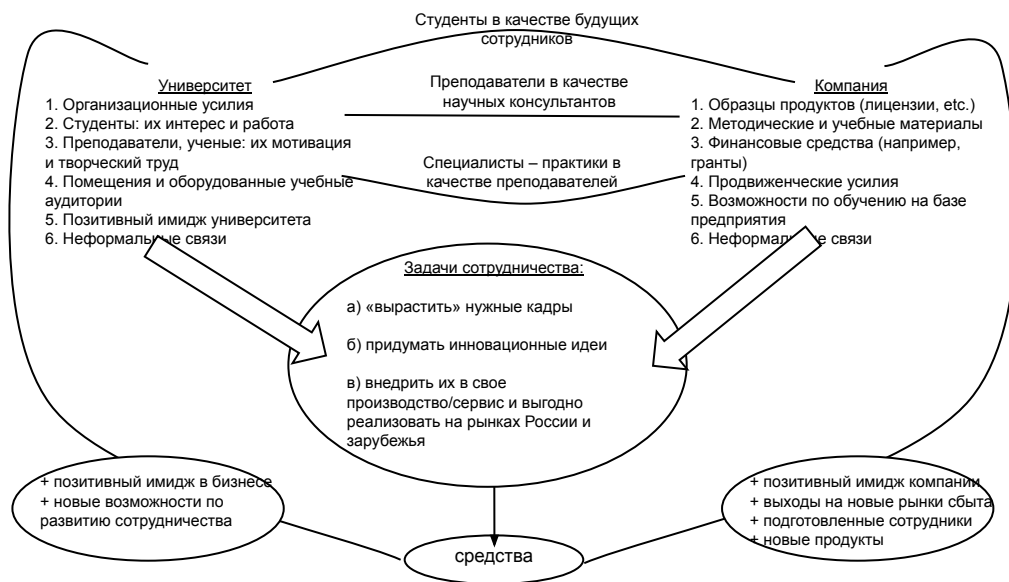 Студенты в качестве будущих
сотрудников
Университет
1. Организационные усилия
2. Студенты: их интерес и работа
3. Преподаватели, ученые: их мотивация
и творческий труд
4. Помещения и оборудованные учебные
аудитории
5. Позитивный имидж университета
6. Неформальные связи
Преподаватели в качестве
научных консультантов
Специалисты – практики в
качестве преподавателей
Компания
1. Образцы продуктов (лицензии, etc.)
2. Методические и учебные материалы
3. Финансовые средства (например,
гранты)
4. Продвиженческие усилия
5. Возможности по обучению на базе
предприятия
6. Неформальные связи
Задачи сотрудничества:
а) «вырастить» нужные кадры
б) придумать инновационные идеи
в) внедрить их в свое
производство/сервис и выгодно
реализовать на рынках России и
зарубежья
+ позитивный имидж в бизнесе
+ новые возможности по
развитию сотрудничества
+ позитивный имидж компании
+ выходы на новые рынки сбыта
+ подготовленные сотрудники
+ новые продукты
средства